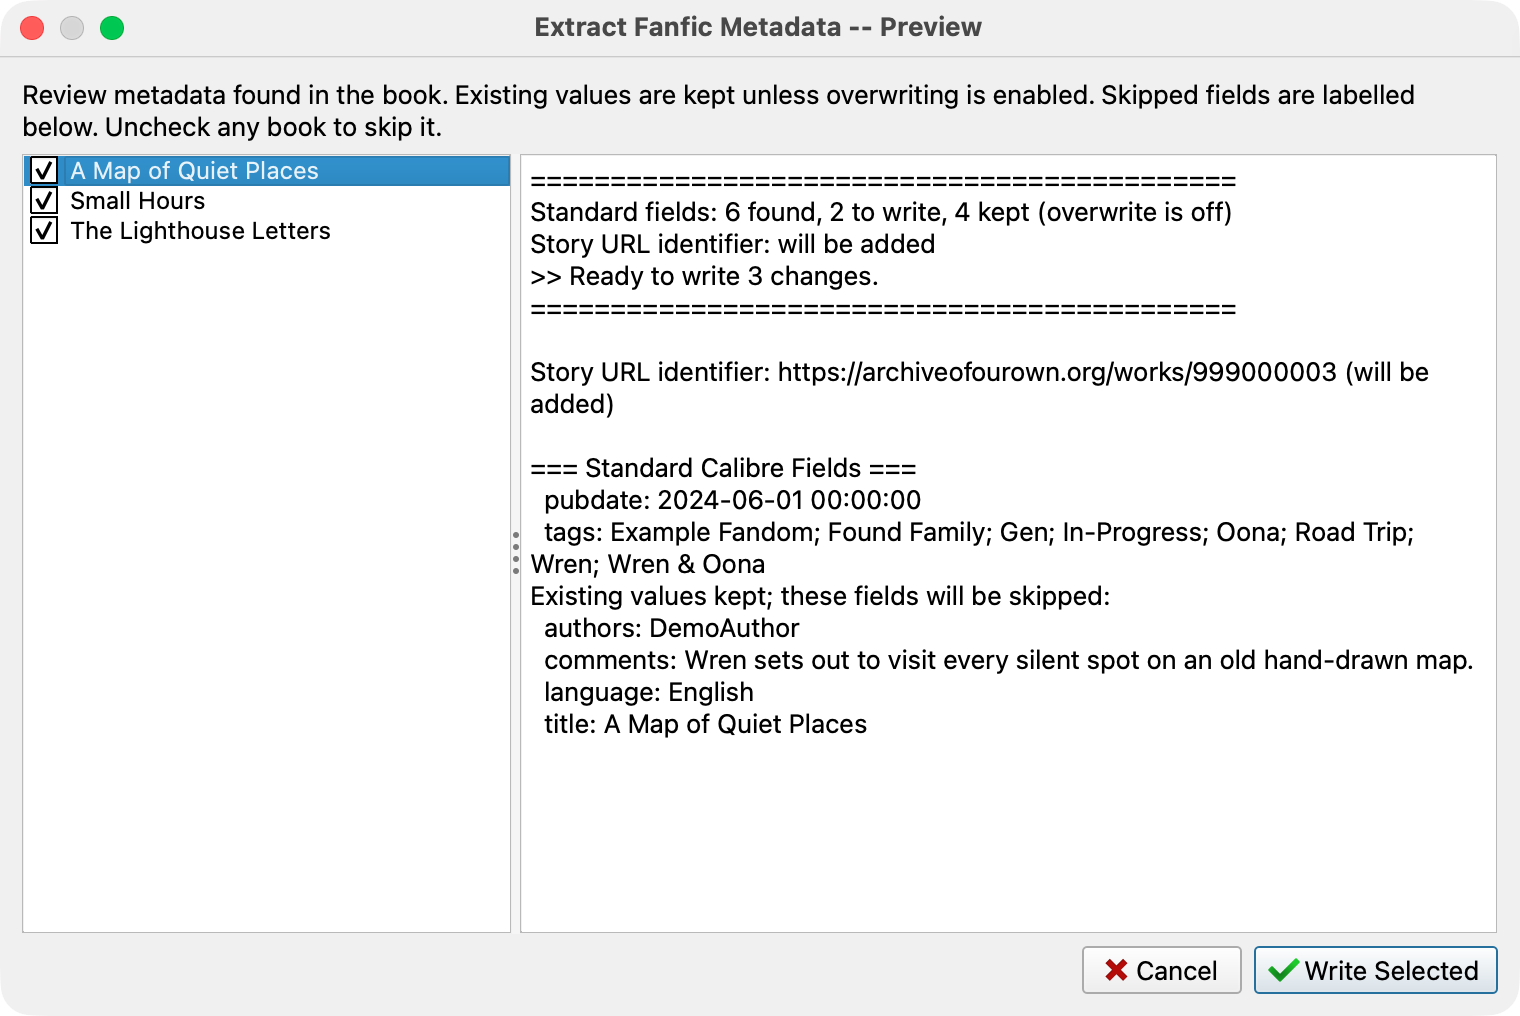 Extract Fanfic Metadata -- Preview
Review metadata found in the book. Existing values are kept unless overwriting is enabled. Skipped fields are labelled
below. Uncheck any book to skip it.
A Map of Quiet Places
Small Hours
The Lighthouse Letters
============================================
Standard fields: 6 found, 2 to write, 4 kept (overwrite is off)
Story URL identifier: will be added
>> Ready to write 3 changes.
============================================
Story URL identifier: https://archiveofourown.org/works/999000003 (will be
added)
=== Standard Calibre Fields ===
pubdate: 2024-06-01 00:00:00
tags: Example Fandom; Found Family; Gen; In-Progress; Oona; Road Trip;
Wren; Wren & Oona
Existing values kept; these fields will be skipped:
authors: DemoAuthor
comments: Wren sets out to visit every silent spot on an old hand-drawn map.
language: English
title: A Map of Quiet Places
Cancel
Write Selected